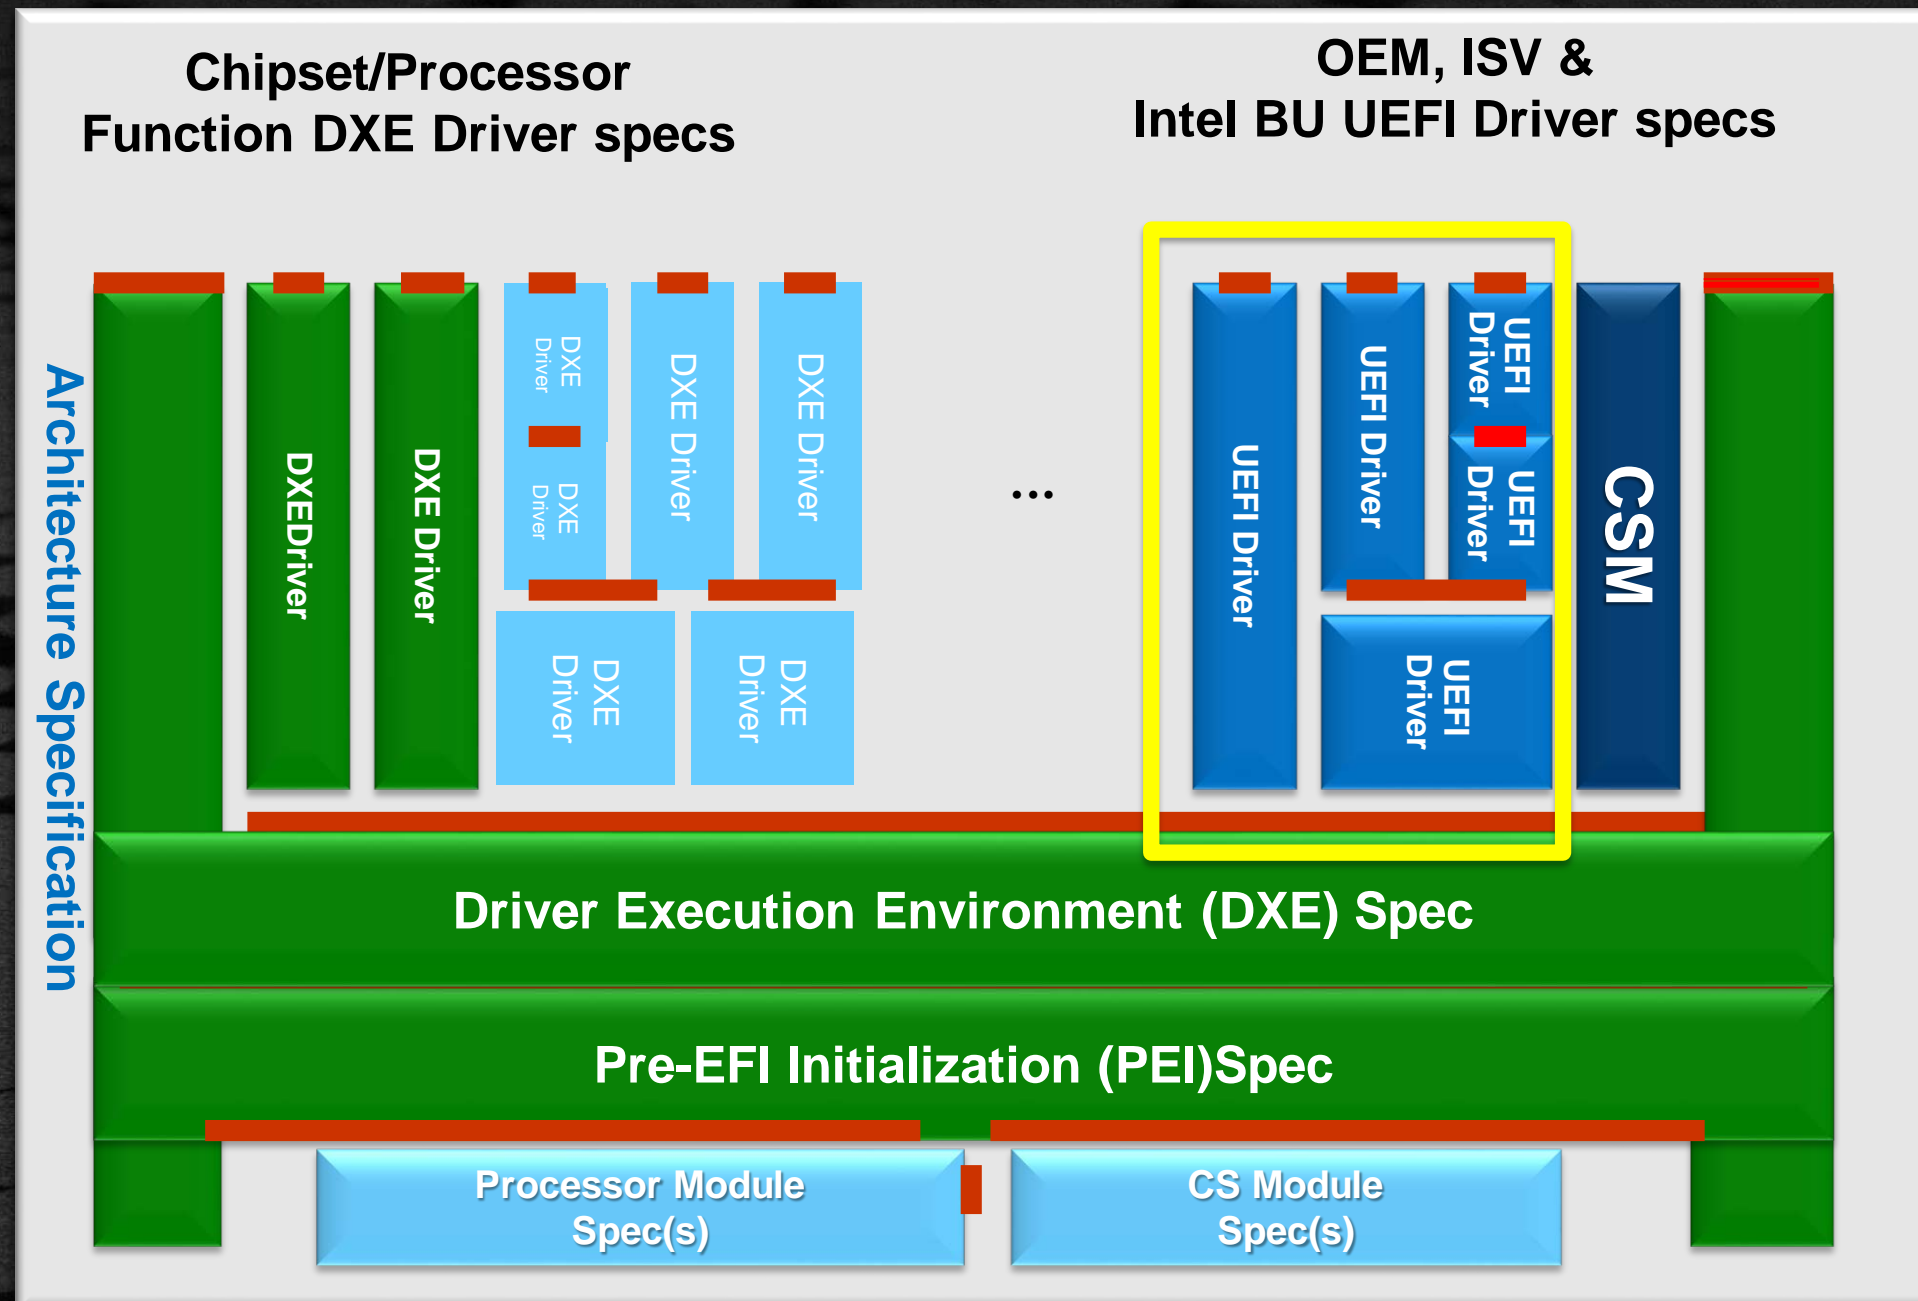 Chipset/Processor
Function DXE Driver specs
OEM, ISV &
Intel BU UEFI Driver specs
Architecture Specification
DXEDriver
DXE Driver
DXE
Driver
DXE
Driver
DXE Driver
DXE Driver
DXE
Driver
DXE
Driver
...
UEFI Driver
UEFI Driver
UEFI
Driver
UEFI
Driver
UEFI
Driver
CSM
Driver Execution Environment (DXE) Spec
Pre-EFI Initialization (PEI)Spec
Processor Module
Spec(s)
CS Module
Spec(s)